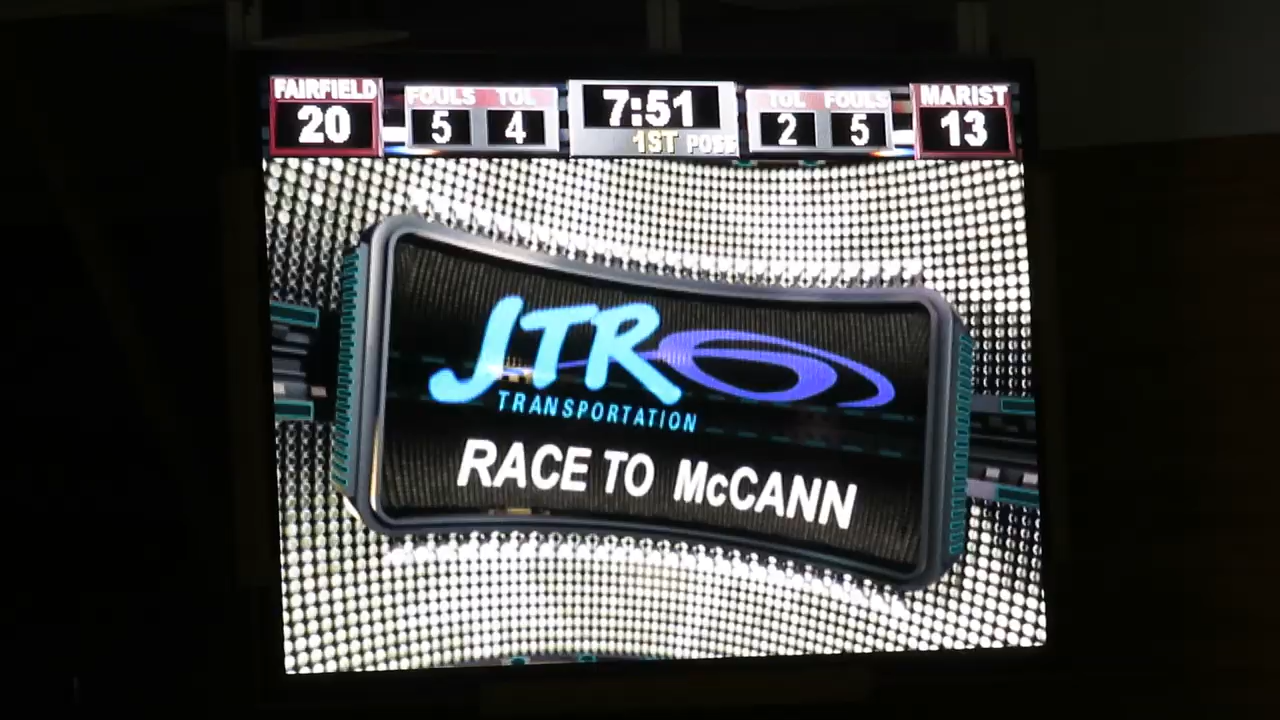 FAIRFIELD FOULS TOL 7:51 TOL FOULS MARIST
20 5 4 1ST POSS 2 5 13
JTR
TRANSPORTATION
RACE TO McCANN